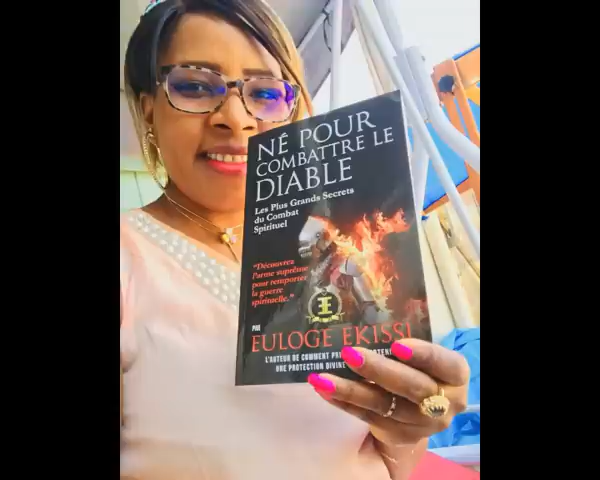 NÉ POUR
COMBATTRE LE
DIABLE
Les Plus Grands Secrets
du Combat
Spirituel
"Découvrez
l'arme suprême
pour remporter
la guerre
spirituelle."
PAR
EULOGE EKISSI
L'AUTEUR DE COMMENT
UNE PROTECTION DIVINE